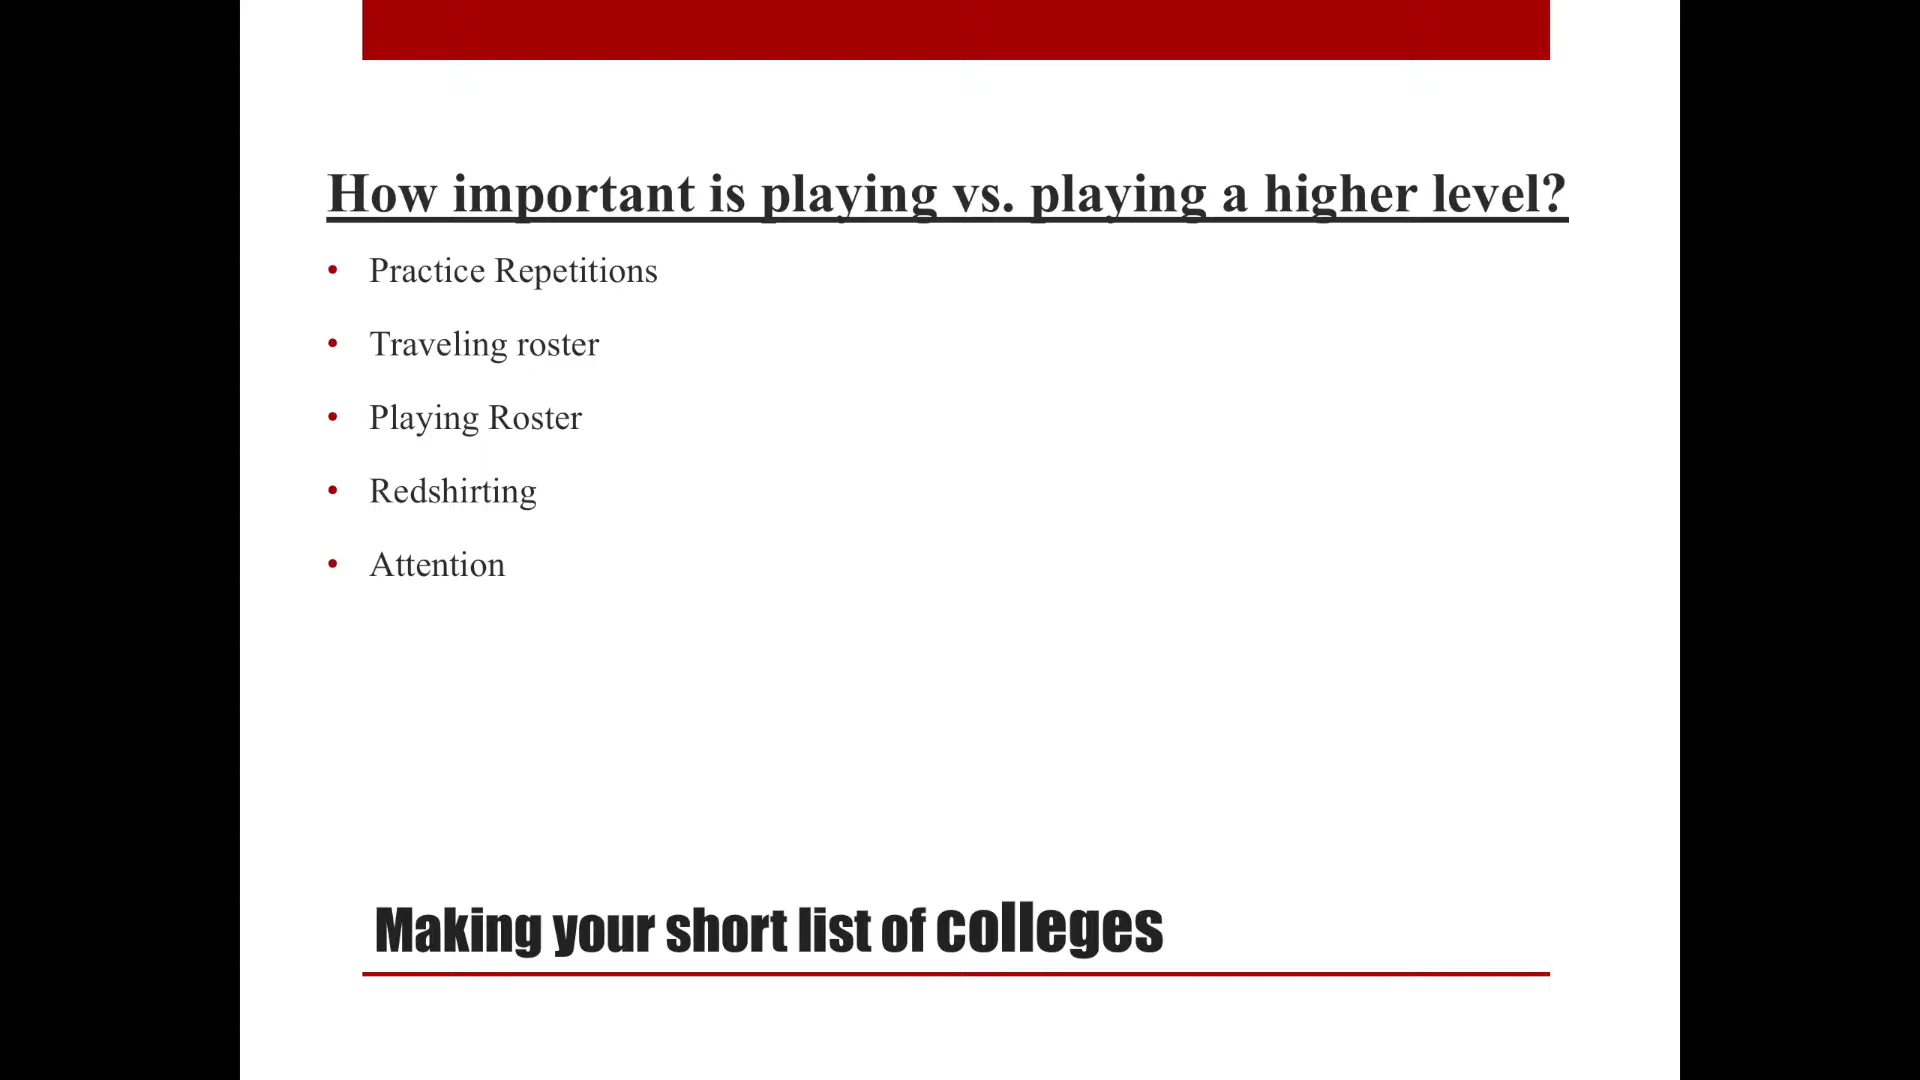 How important is playing vs. playing a higher level?
• Practice Repetitions
• Traveling roster
• Playing Roster
• Redshirting
• Attention
Making your short list of colleges